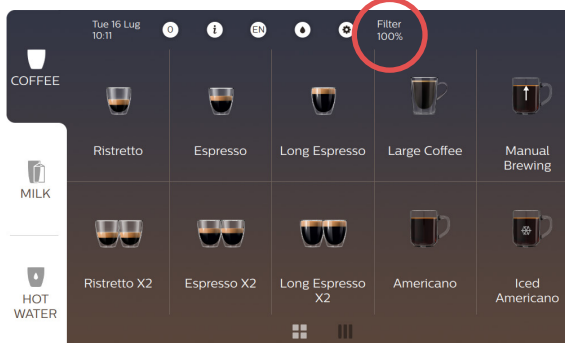 Tue 16 Lug
10:11
0
i
EN
Filter
100%
COFFEE
MILK
HOT
WATER
Ristretto
Espresso
Long Espresso
Large Coffee
Manual
Brewing
Ristretto X2
Espresso X2
Long Espresso
X2
Americano
Iced
Americano